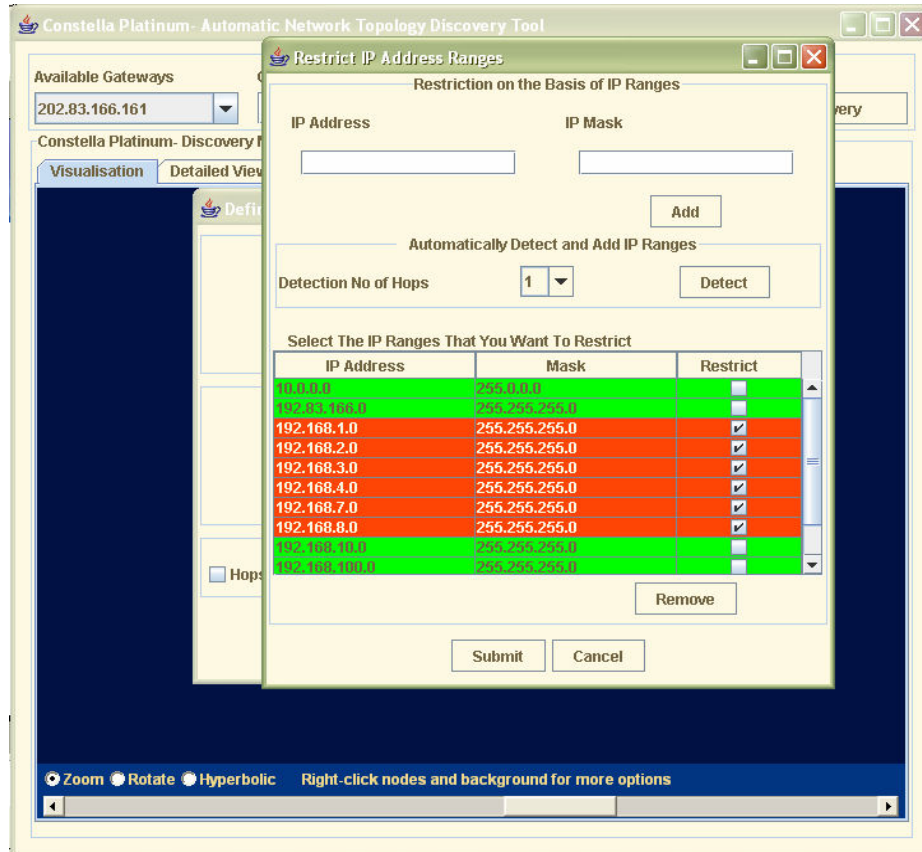 Constella Platinum- Automatic Network Topology Discovery Tool
Restrict IP Address Ranges
Available Gateways
202.83.166.161
Constella Platinum- Discovery
Visualisation Detailed View
Restriction on the Basis of IP Ranges
IP Address IP Mask
Add
Automatically Detect and Add IP Ranges
Detection No of Hops 1 Detect
Select The IP Ranges That You Want To Restrict
IP Address Mask Restrict
10.0.0.0 255.0.0.0
192.83.166.0 255.255.255.0
192.168.1.0 255.255.255.0
192.168.2.0 255.255.255.0
192.168.3.0 255.255.255.0
192.168.4.0 255.255.255.0
192.168.7.0 255.255.255.0
192.168.8.0 255.255.255.0
192.168.10.0 255.255.255.0
192.168.100.0 255.255.255.0
Remove
Submit Cancel
Hops
Zoom Rotate Hyperbolic Right-click nodes and background for more options